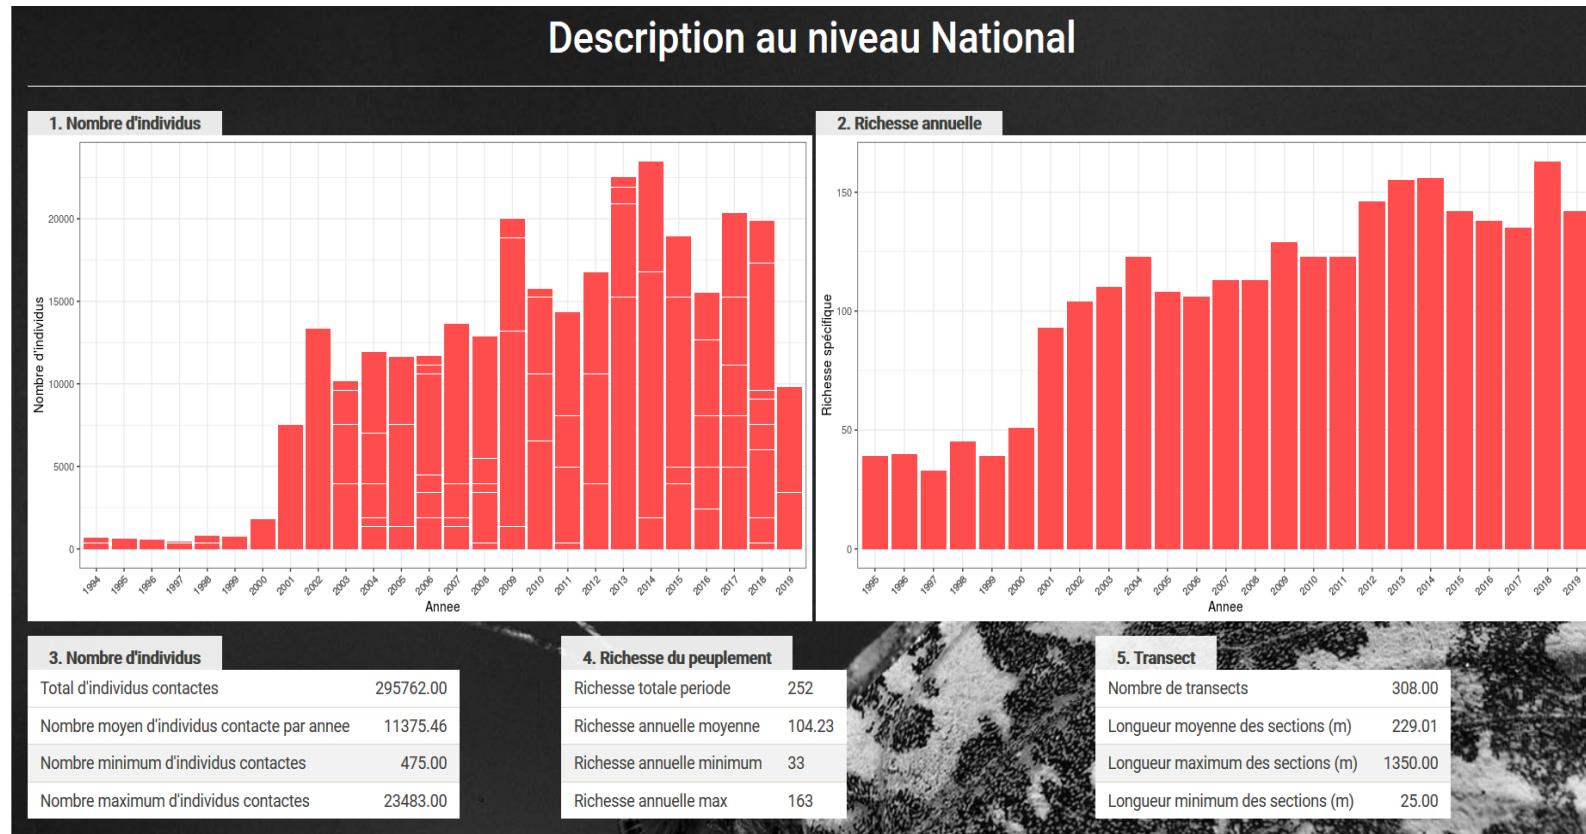 Description au niveau National
1. Nombre d'individus
2. Richesse annuelle
Nombre d'individus
20000
15000
10000
5000
0
1994 1995 1996 1997 1998 1999 2000 2001 2002 2003 2004 2005 2006 2007 2008 2009 2010 2011 2012 2013 2014 2015 2016 2017 2018 2019
Annee
Richesse spécifique
150
100
50
0
1995 1996 1997 1998 1999 2000 2001 2002 2003 2004 2005 2006 2007 2008 2009 2010 2011 2012 2013 2014 2015 2016 2017 2018 2019
Annee
3. Nombre d'individus
Total d'individus contactes 295762.00
Nombre moyen d'individus contacte par annee 11375.46
Nombre minimum d'individus contactes 475.00
Nombre maximum d'individus contactes 23483.00
4. Richesse du peuplement
Richesse totale periode 252
Richesse annuelle moyenne 104.23
Richesse annuelle minimum 33
Richesse annuelle max 163
5. Transect
Nombre de transects 308.00
Longueur moyenne des sections (m) 229.01
Longueur maximum des sections (m) 1350.00
Longueur minimum des sections (m) 25.00